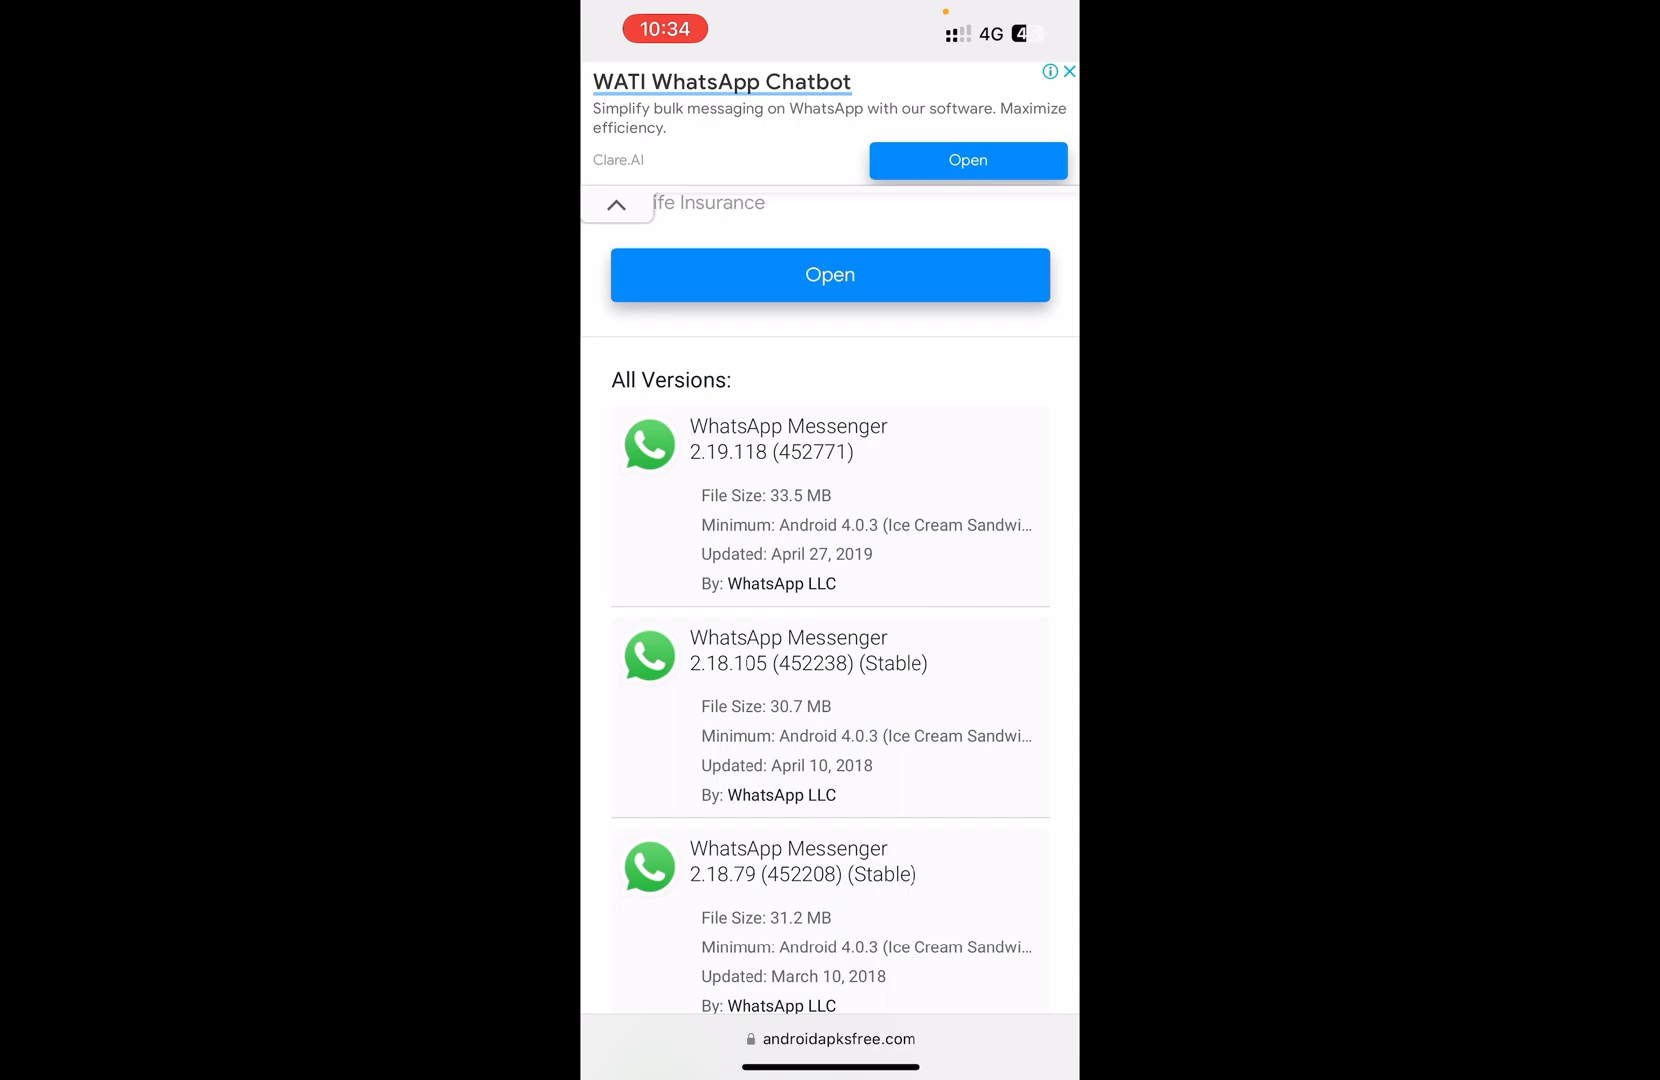 10:34
4G
WATI WhatsApp Chatbot
Simplify bulk messaging on WhatsApp with our software. Maximize
efficiency.
Clare.AI
Open
ife Insurance
Open
All Versions:
WhatsApp Messenger
2.19.118 (452771)
File Size: 33.5 MB
Minimum: Android 4.0.3 (Ice Cream Sandwi...
Updated: April 27, 2019
By: WhatsApp LLC
WhatsApp Messenger
2.18.105 (452238) (Stable)
File Size: 30.7 MB
Minimum: Android 4.0.3 (Ice Cream Sandwi...
Updated: April 10, 2018
By: WhatsApp LLC
WhatsApp Messenger
2.18.79 (452208) (Stable)
File Size: 31.2 MB
Minimum: Android 4.0.3 (Ice Cream Sandwi...
Updated: March 10, 2018
By: WhatsApp LLC
androidapksfree.com